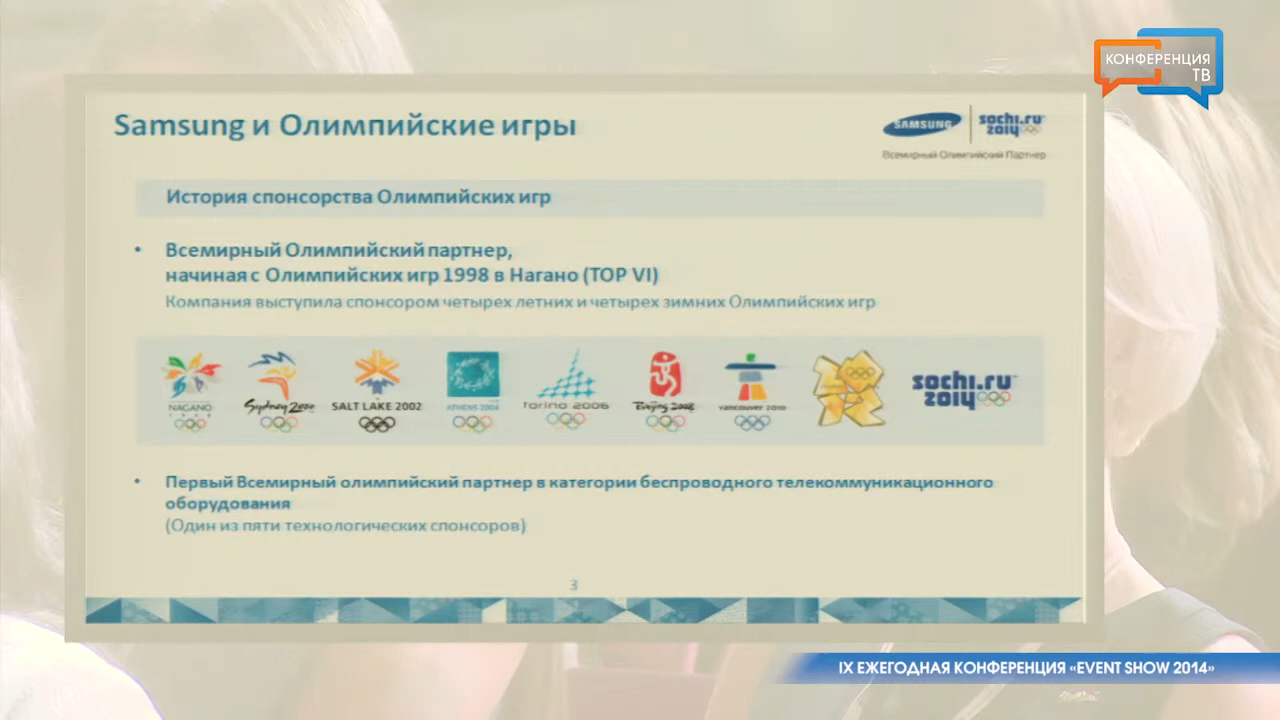 КОНФЕРЕНЦИЯ
ТВ
Samsung и Олимпийские игры
SAMSUNG
sochi.ru
2014
Всемирный Олимпийский Партнер
История спонсорства Олимпийских игр
• Всемирный Олимпийский партнер,
начиная с Олимпийских игр 1998 в Нагано (TOP VI)
Компания выступила спонсором четырех летних и четырех зимних Олимпийских игр
NAGANO
1998
Sydney 2000
SALT LAKE 2002
ATHENS 2004
torino 2006
Beijing 2008
vancouver 2010
sochi.ru
2014
• Первый Всемирный олимпийский партнер в категории беспроводного телекоммуникационного
оборудования
(Один из пяти технологических спонсоров)
3
IX ЕЖЕГОДНАЯ КОНФЕРЕНЦИЯ «EVENT SHOW 2014»